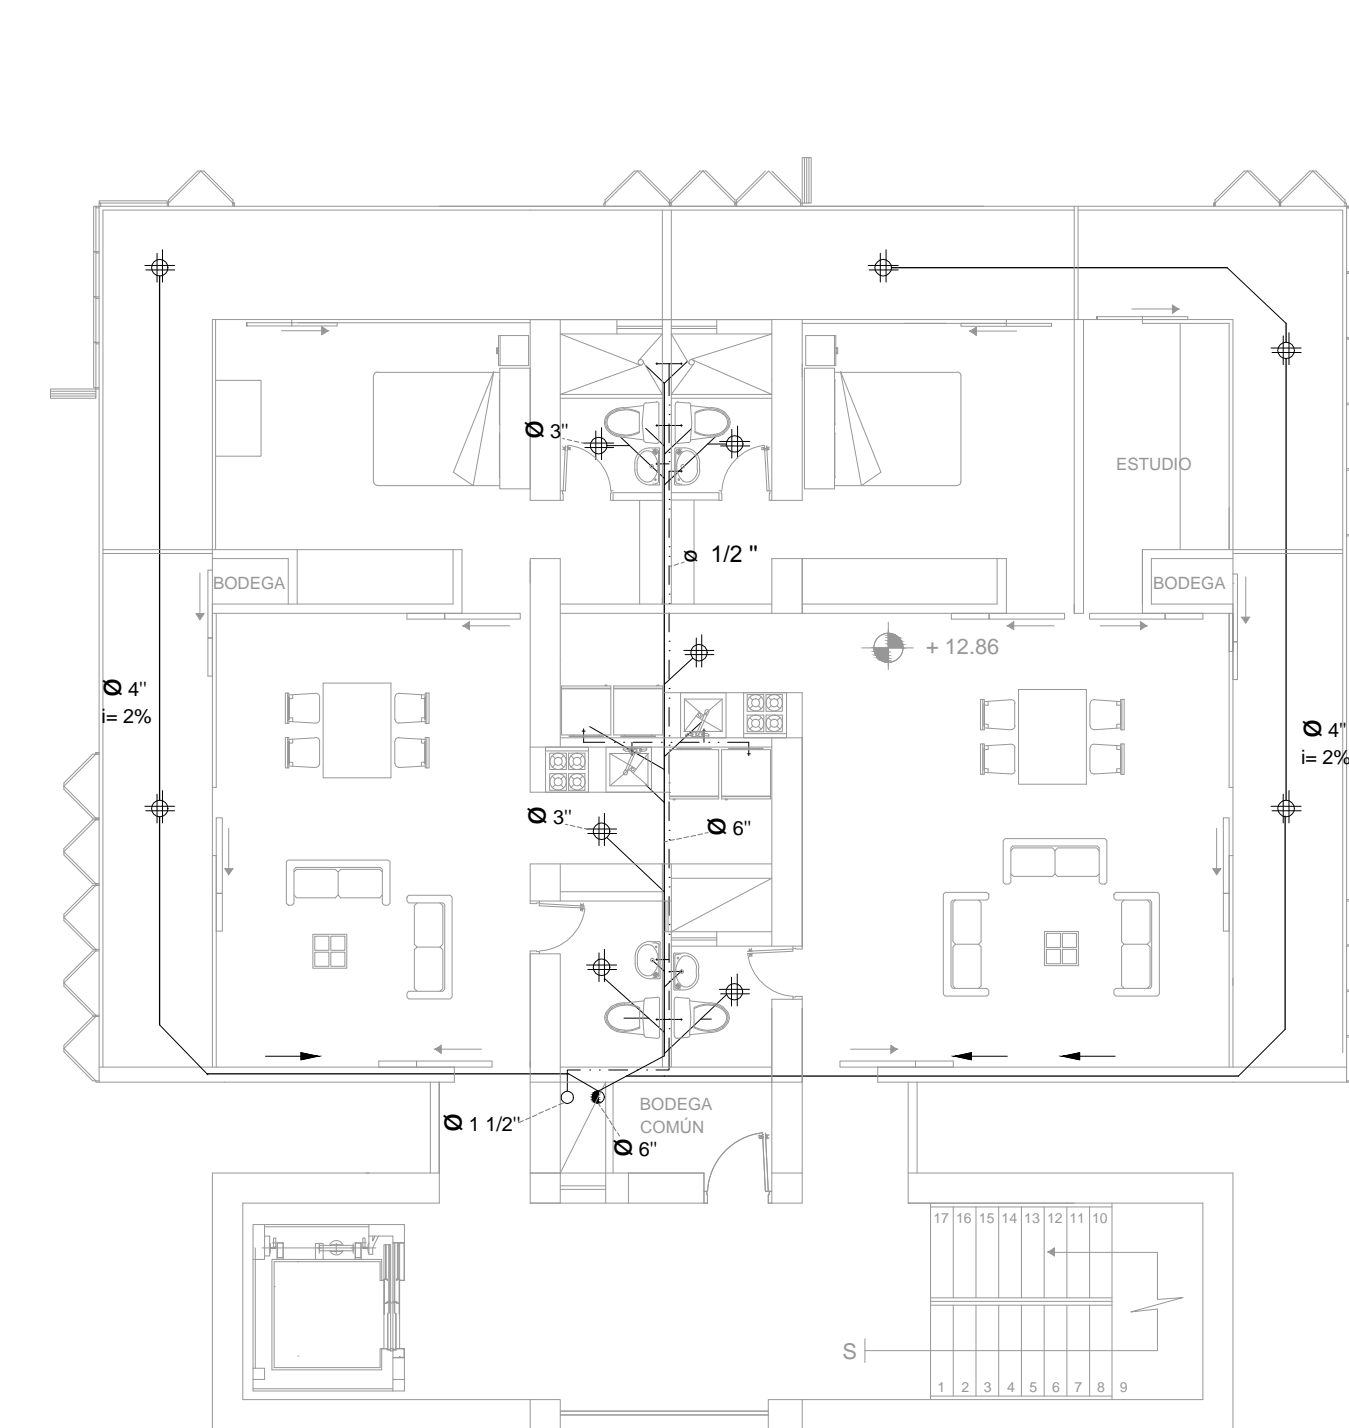 Ø 3"
ESTUDIO
ø 1/2 "
BODEGA
BODEGA
+ 12.86
Ø 4"
i= 2%
Ø 4"
i= 2%
Ø 3"
Ø 6"
BODEGA
COMÚN
Ø 1 1/2"
Ø 6"
17 16 15 14 13 12 11 10
S
1 2 3 4 5 6 7 8 9